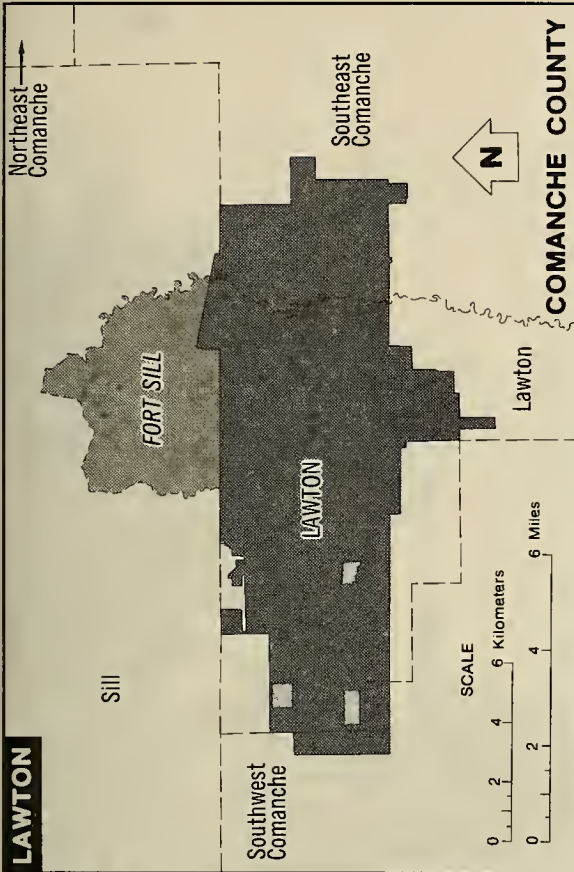 LAWTON
Sill
Northeast
Comanche
FORT SILL
Southwest
Comanche
LAWTON
Southeast
Comanche
N
Lawton
SCALE
0 2 4 6 Kilometers
0 2 4 6 Miles
COMANCHE COUNTY